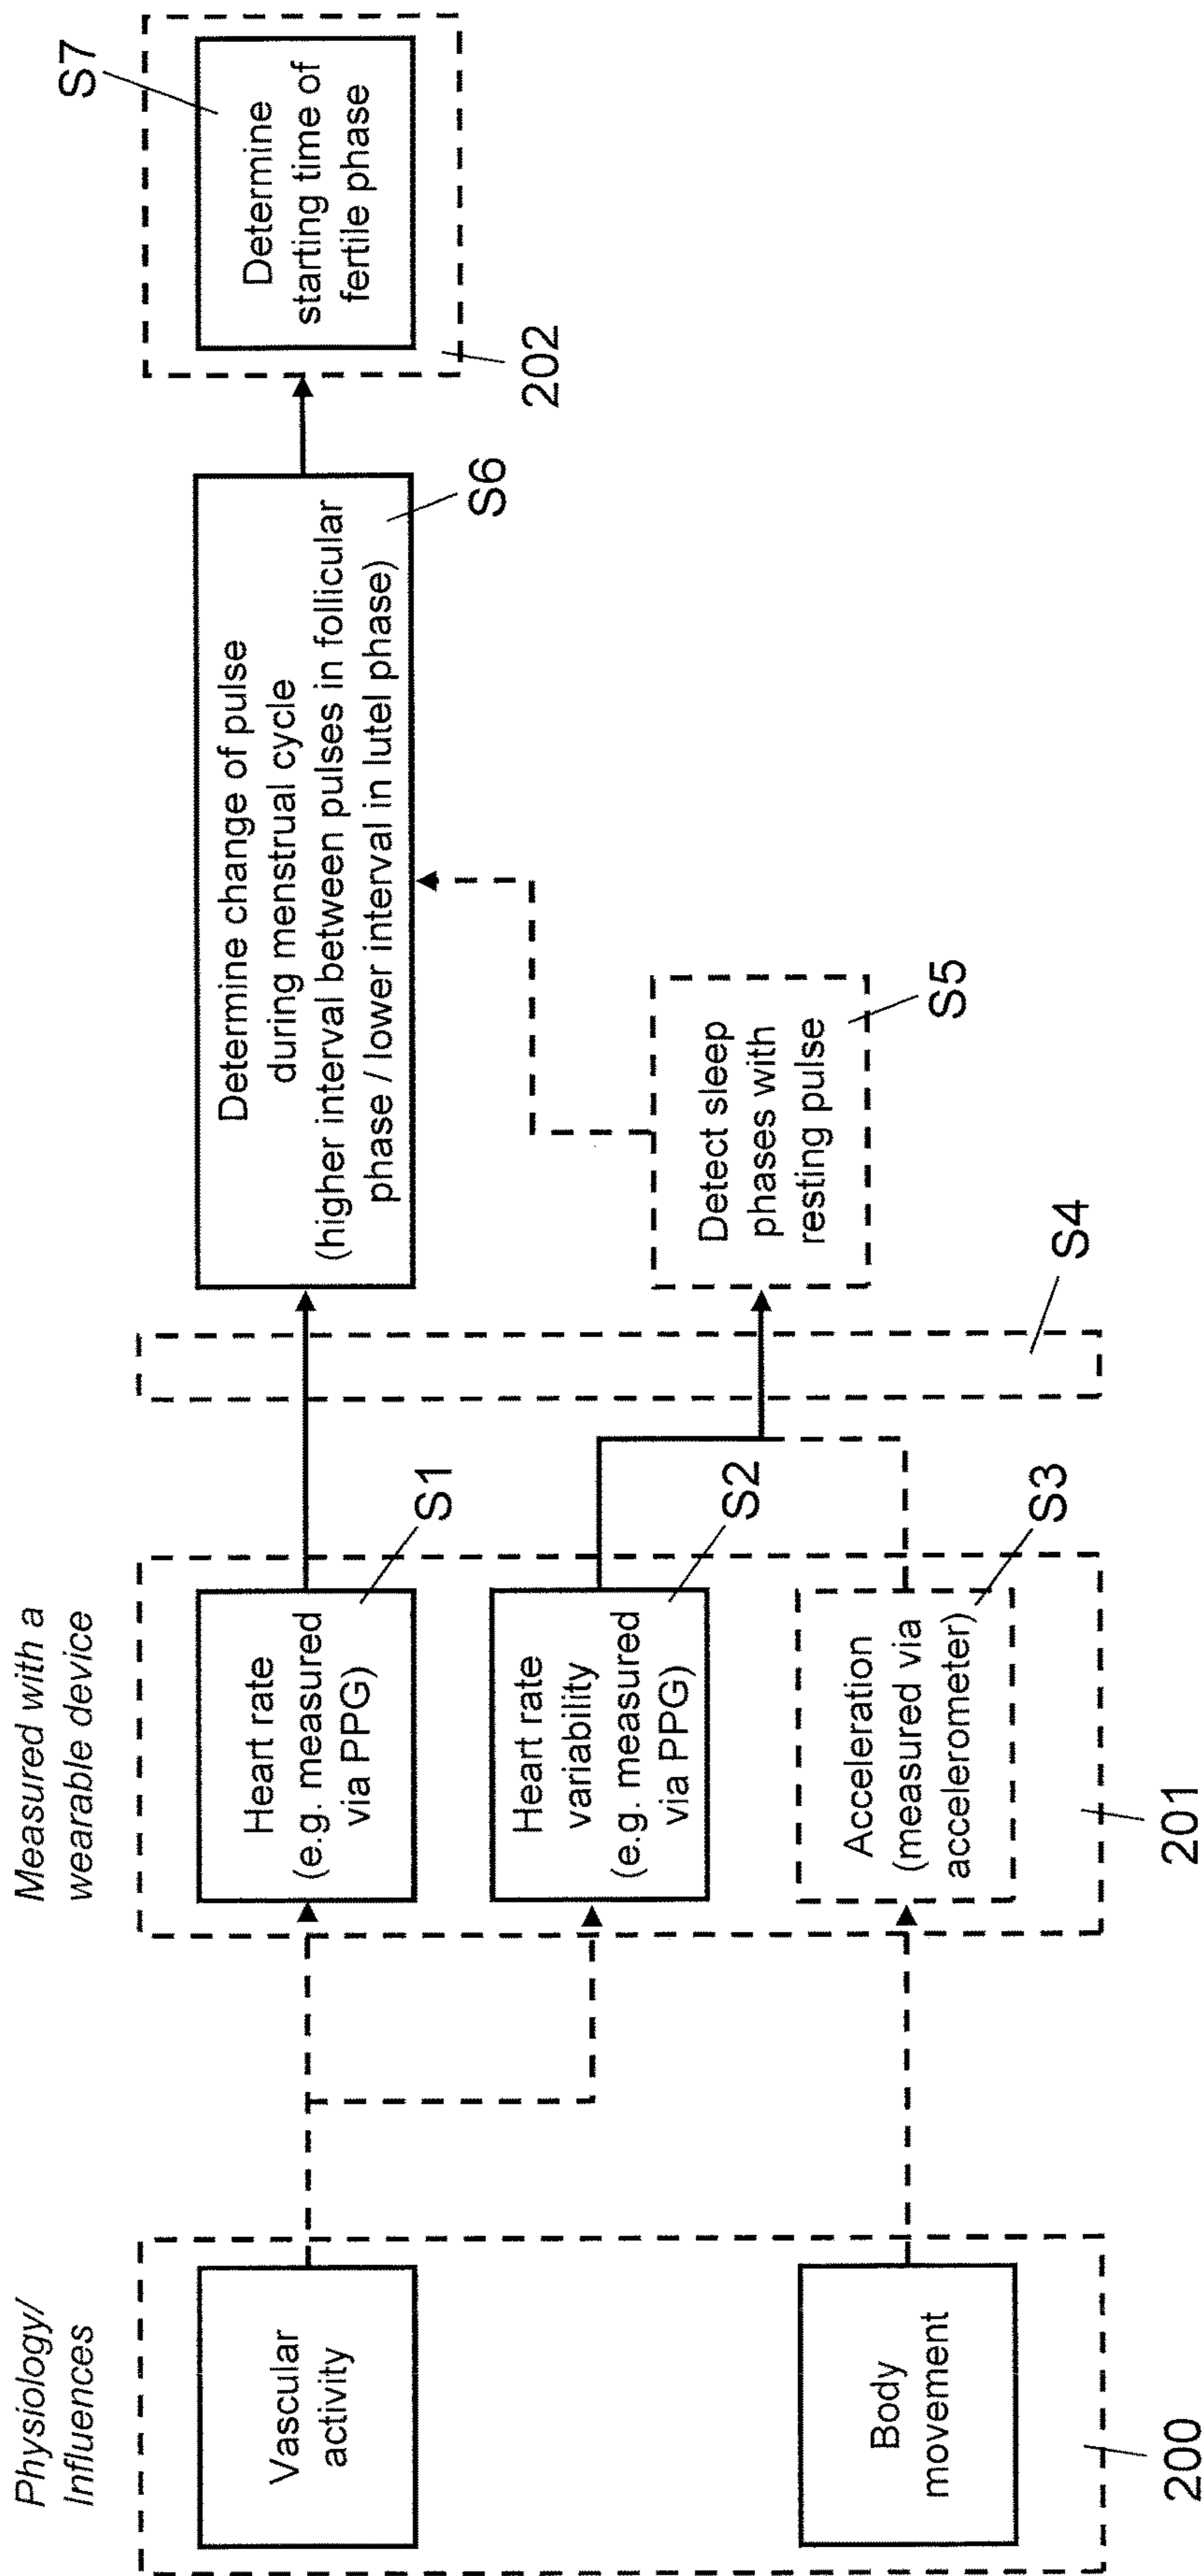 Physiology/
Influences
Vascular
activity
Body
movement
200
Measured with a
wearable device
Heart rate
(e.g. measured
via PPG)
S1
Heart rate
variability
(e.g. measured
via PPG)
S2
Acceleration
(measured via
accelerometer)
S3
201
S4
Determine change of pulse
during menstrual cycle
(higher interval between pulses in follicular
phase / lower interval in lutel phase)
S6
Detect sleep
phases with
resting pulse
S5
Determine
starting time of
fertile phase
S7
202